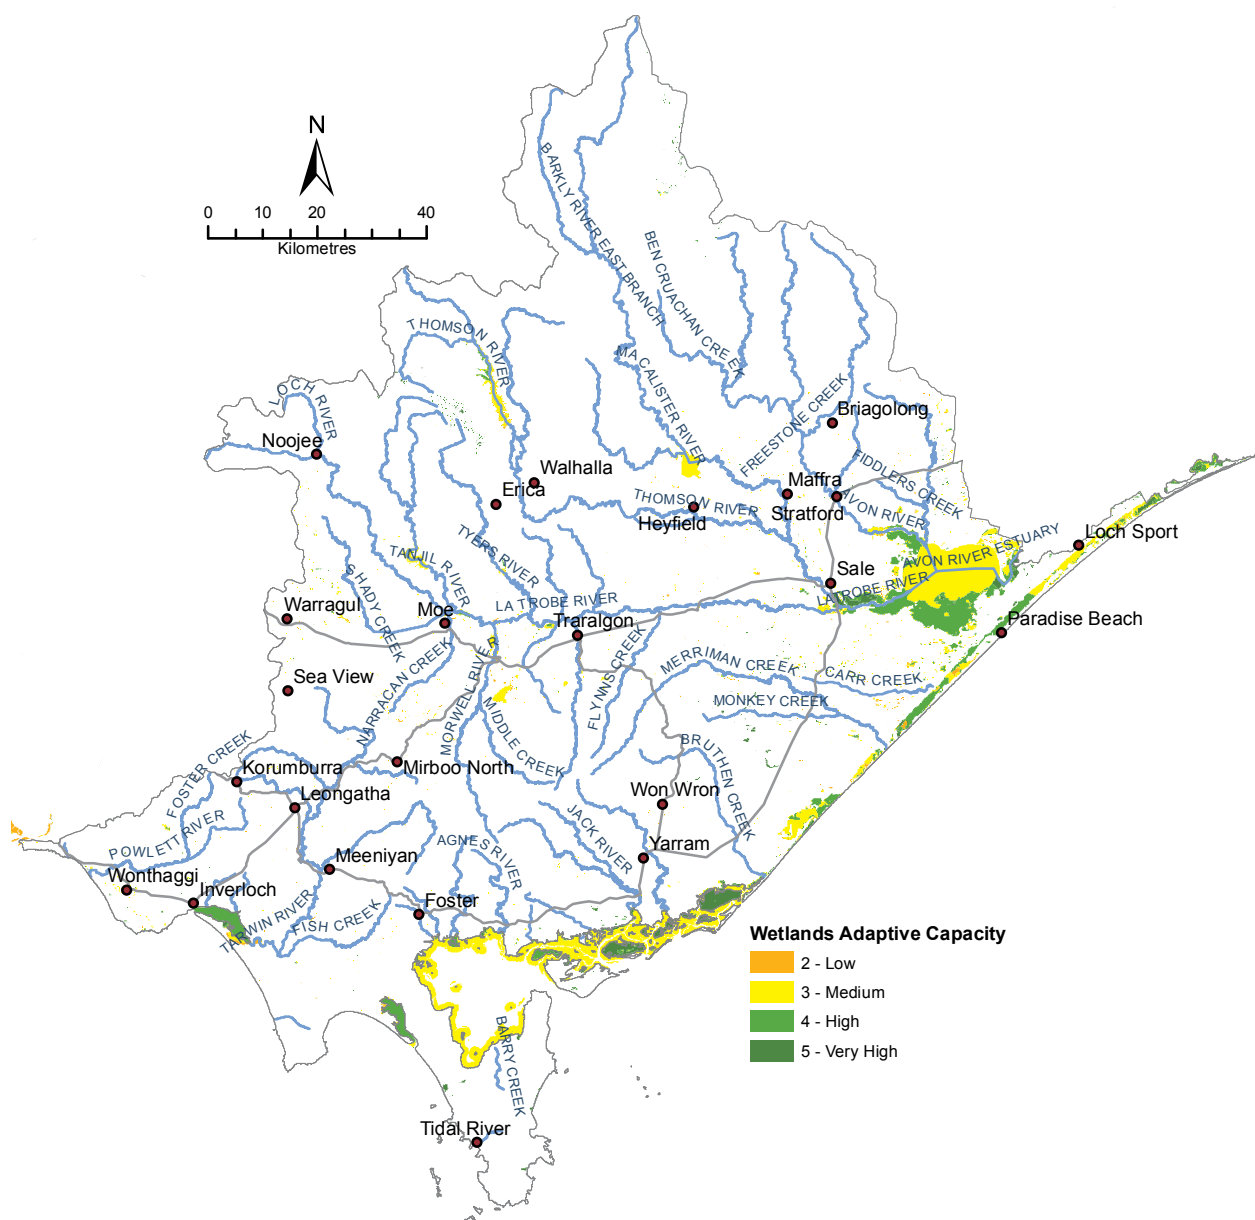 N
0 10 20 40
Kilometres
BARKLY RIVER EAST BRANCH
BEN CRUACHAN CREEK
THOMSON RIVER
MACALISTER RIVER
LOCH RIVER
Noojee
FREESTONE CREEK
Briagolong
FIDDLERS CREEK
Walhalla
Erica
Maffra
THOMSON RIVER
Heyfield
Stratford
AVON RIVER
AVON RIVER ESTUARY
Loch Sport
TYERS RIVER
TANJIL RIVER
SHADY CREEK
Sale
LATROBE RIVER
Warragul
Moe
LA TROBE RIVER
Traralgon
Paradise Beach
Sea View
NARRACAN CREEK
MORWELL RIVER
MIDDLE CREEK
FLYNNS CREEK
MERRIMAN CREEK
CARR CREEK
MONKEY CREEK
BRUTHEN CREEK
FOSTER CREEK
Korumburra
Mirboo North
Leongatha
Won Wron
POWLETT RIVER
AGNES RIVER
JACK RIVER
Yarram
Meeniyan
Wonthaggi
Inverloch
TARWIN RIVER
FISH CREEK
Foster
BARRY CREEK
Tidal River
Wetlands Adaptive Capacity
2 - Low
3 - Medium
4 - High
5 - Very High